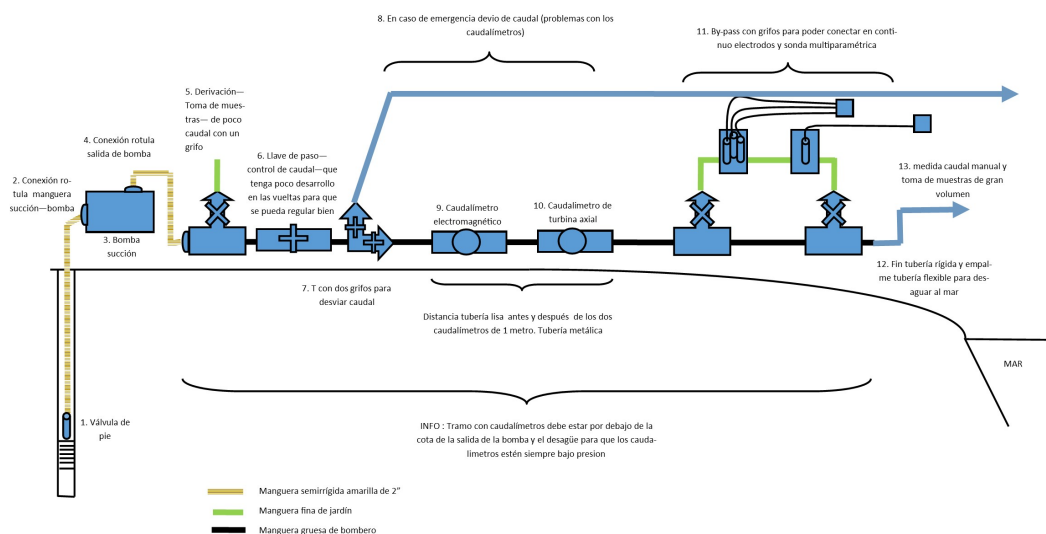 8. En caso de emergencia devio de caudal (problemas con los
caudalímetros)
11. By-pass con grifos para poder conectar en conti-
nuo electrodos y sonda multiparamétrica
5. Derivación—
Toma de mues-
tras— de poco
caudal con un
grifo
4. Conexión rotula
salida de bomba
6. Llave de paso—
control de caudal—que
tenga poco desarrollo
en las vueltas para que
se pueda regular bien
2. Conexión ro-
tula manguera
succión—bomba
3. Bomba
succión
9. Caudalímetro
electromagnético
10. Caudalimetro de
turbina axial
13. medida caudal manual y
toma de muestras de gran
volumen
7. T con dos grifos para
desviar caudal
12. Fin tubería rígida y empal-
me tubería flexible para des-
aguar al mar
Distancia tubería lisa antes y después de los dos
caudalímetros de 1 metro. Tubería metálica
MAR
1. Válvula de
pie
INFO : Tramo con caudalímetros debe estar por debajo de la
cota de la salida de la bomba y el desagüe para que los cauda-
limetros estén siempre bajo presion
Manguera semirrígida amarilla de 2"
Manguera fina de jardín
Manguera gruesa de bombero